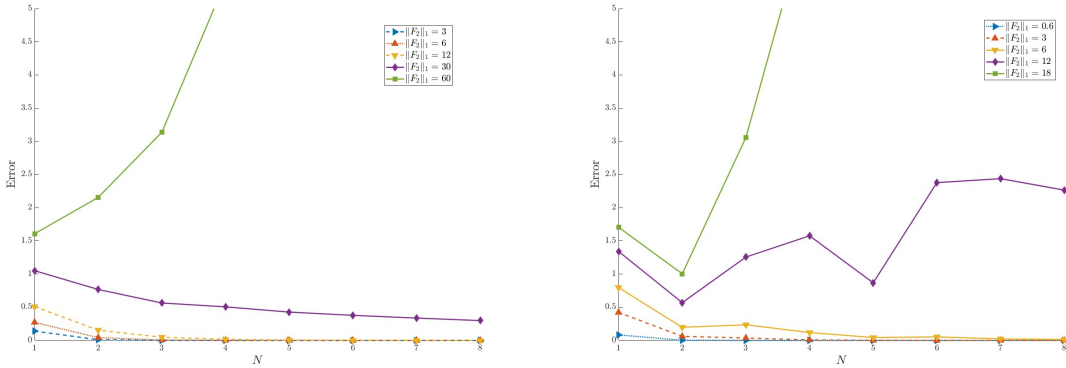 5
4.5
4
3.5
3
2.5
2
1.5
1
0.5
0
Error
1 2 3 4 5 6 7 8
N
‖F₂‖₁ = 3
‖F₂‖₁ = 6
‖F₂‖₁ = 12
‖F₂‖₁ = 30
‖F₂‖₁ = 60
5
4.5
4
3.5
3
2.5
2
1.5
1
0.5
0
Error
1 2 3 4 5 6 7 8
N
‖F₂‖₁ = 0.6
‖F₂‖₁ = 3
‖F₂‖₁ = 6
‖F₂‖₁ = 12
‖F₂‖₁ = 18